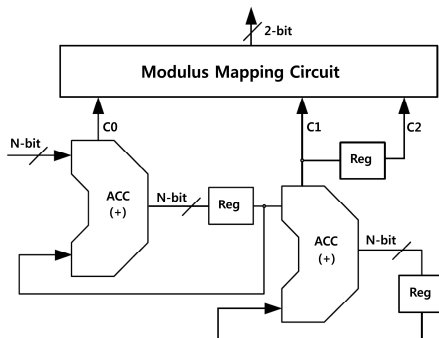 2-bit
Modulus Mapping Circuit
C0
C1
C2
N-bit
Reg
ACC
(+)
N-bit
Reg
ACC
(+)
N-bit
Reg